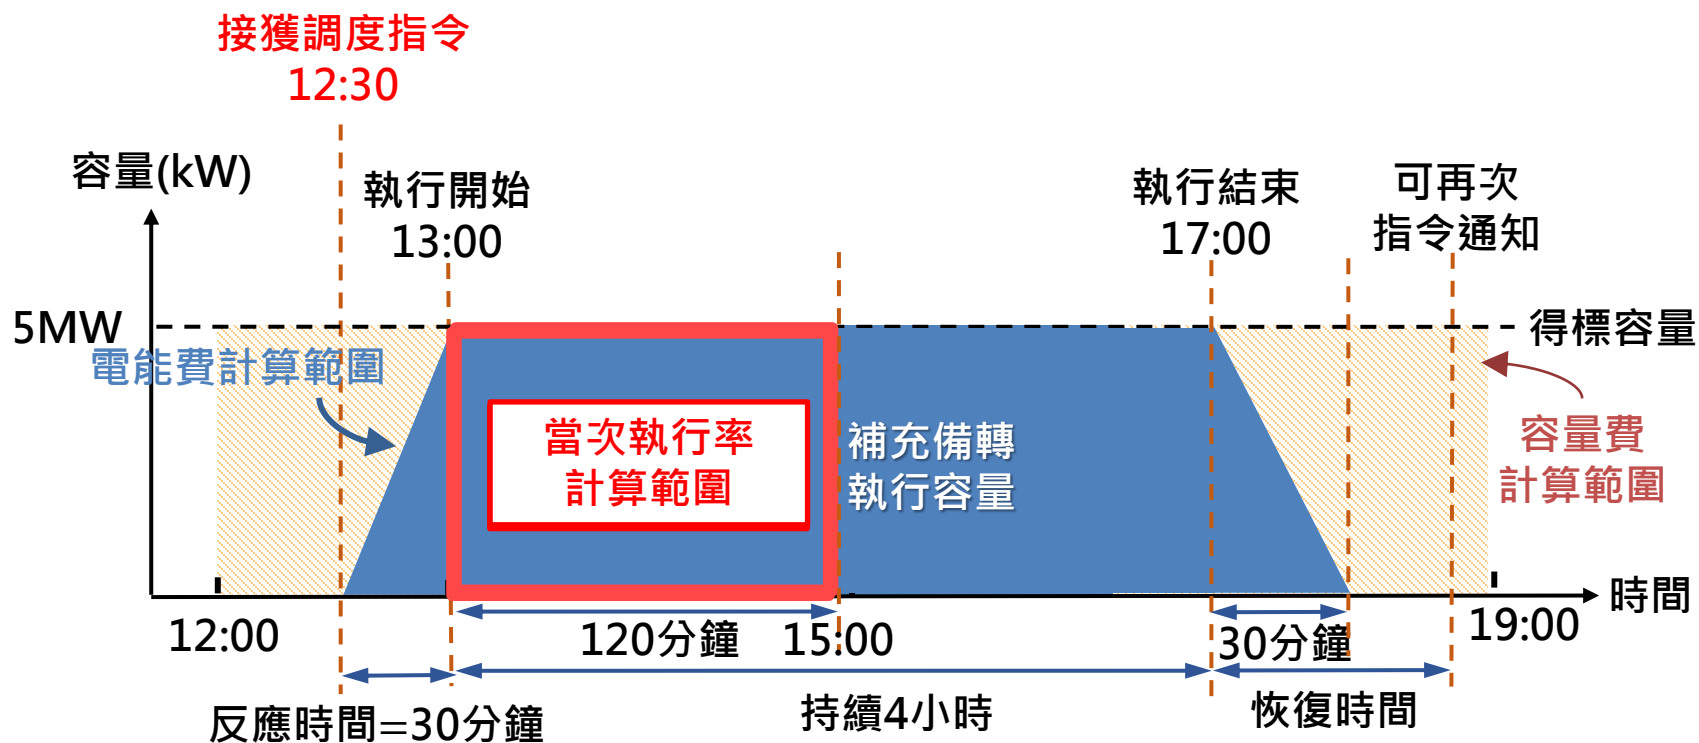 接獲調度指令
12:30
容量(kW)
執行開始
13:00
執行結束
17:00
可再次
指令通知
5MW
得標容量
電能費計算範圍
當次執行率
計算範圍
補充備轉
執行容量
容量費
計算範圍
時間
12:00
120分鐘
15:00
30分鐘
19:00
反應時間=30分鐘
持續4小時
恢復時間